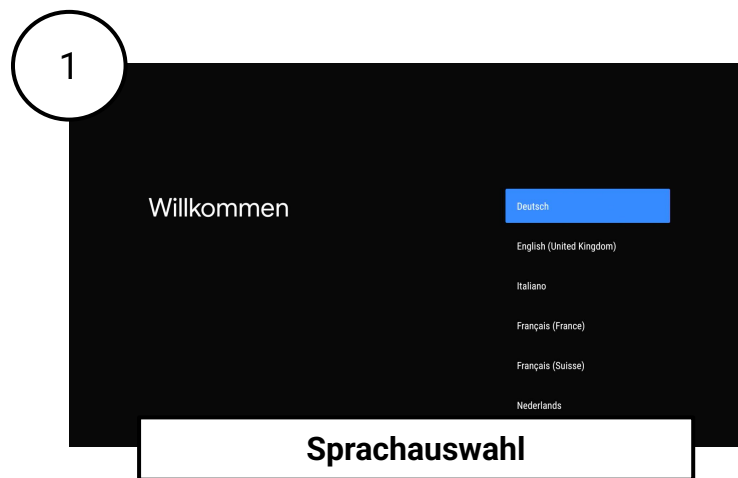 1
Willkommen
Deutsch
English (United Kingdom)
Italiano
Français (France)
Français (Suisse)
Nederlands
Sprachauswahl